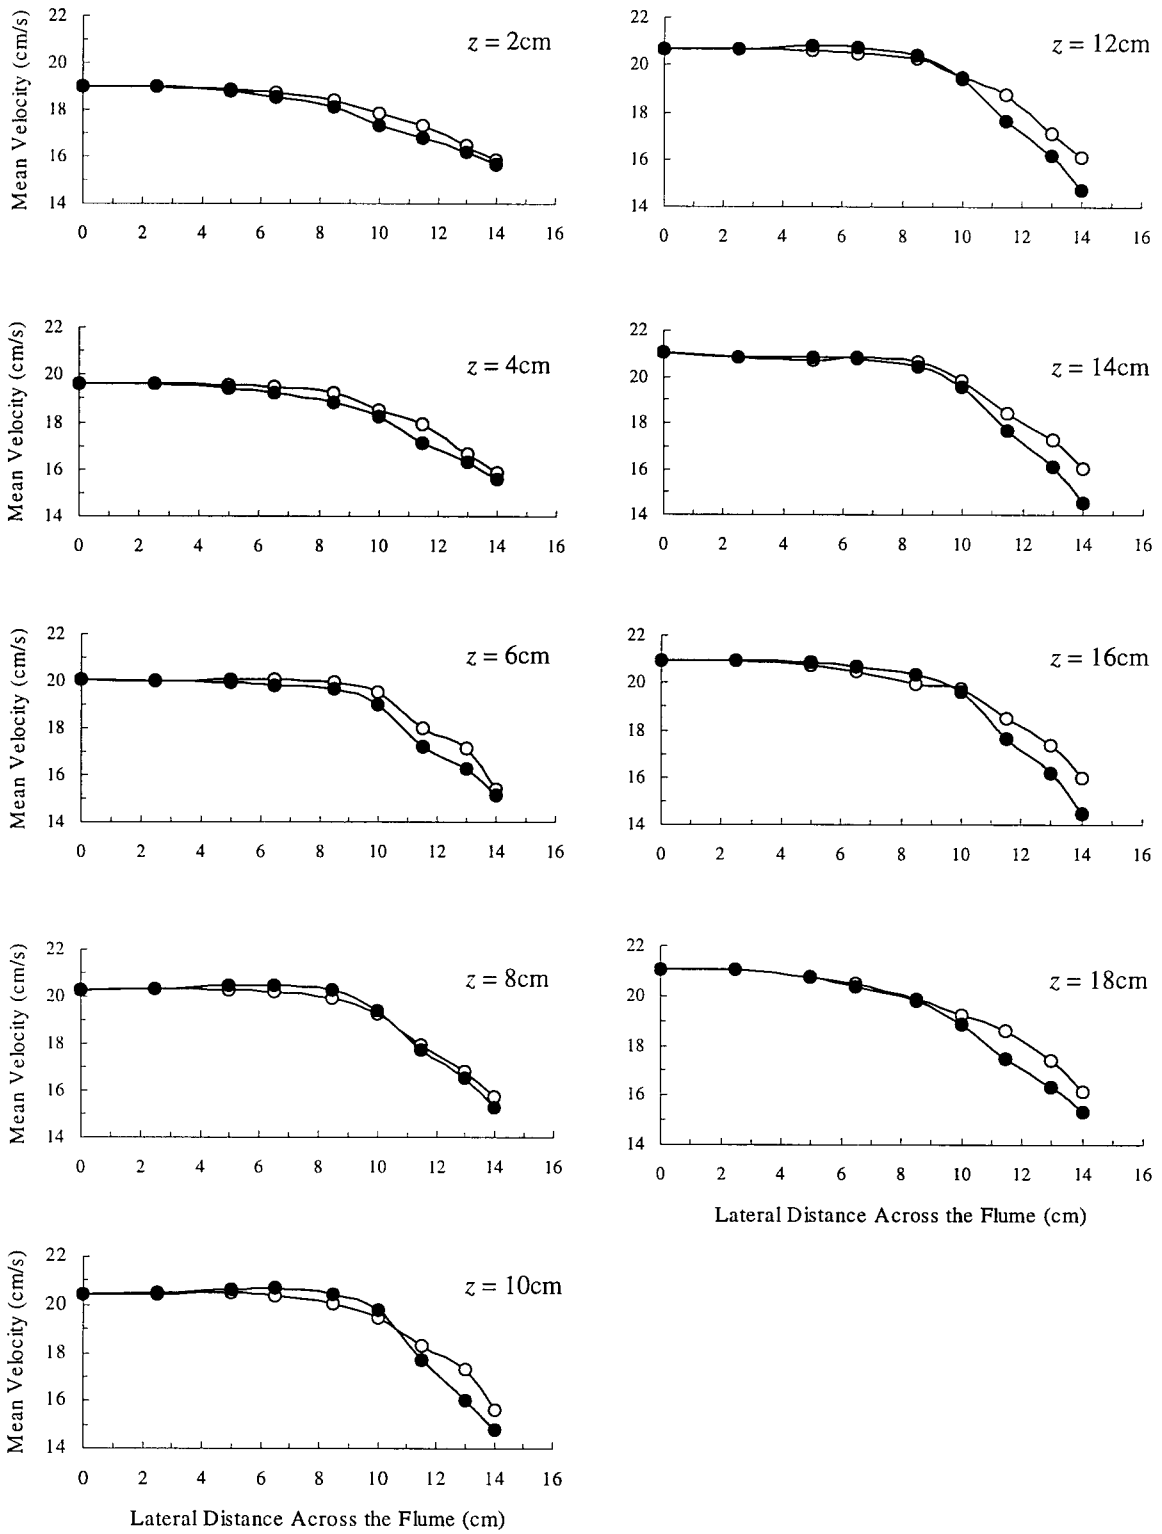 22
20
18
16
14
Mean Velocity (cm/s)
z = 2cm
0 2 4 6 8 10 12 14 16
22
20
18
16
14
Mean Velocity (cm/s)
z = 4cm
0 2 4 6 8 10 12 14 16
22
20
18
16
14
Mean Velocity (cm/s)
z = 6cm
0 2 4 6 8 10 12 14 16
22
20
18
16
14
Mean Velocity (cm/s)
z = 8cm
0 2 4 6 8 10 12 14 16
22
20
18
16
14
Mean Velocity (cm/s)
z = 10cm
0 2 4 6 8 10 12 14 16
Lateral Distance Across the Flume (cm)
22
20
18
16
14
z = 12cm
0 2 4 6 8 10 12 14 16
22
20
18
16
14
z = 14cm
0 2 4 6 8 10 12 14 16
22
20
18
16
14
z = 16cm
0 2 4 6 8 10 12 14 16
22
20
18
16
14
z = 18cm
0 2 4 6 8 10 12 14 16
Lateral Distance Across the Flume (cm)